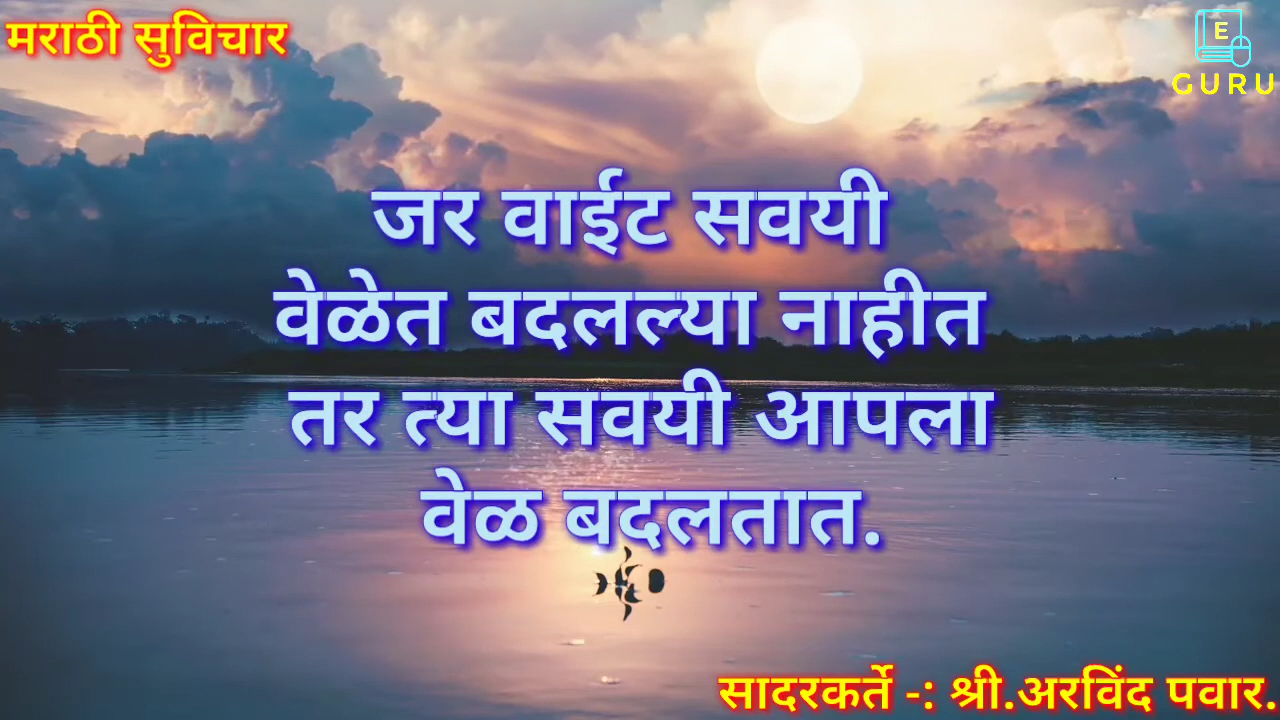 मराठी सुविचार
E
GURU
जर वाईट सवयी
वेळेत बदलल्या नाहीत
तर त्या सवयी आपला
वेळ बदलतात.
सादरकर्ते -: श्री.अरविंद पवार.